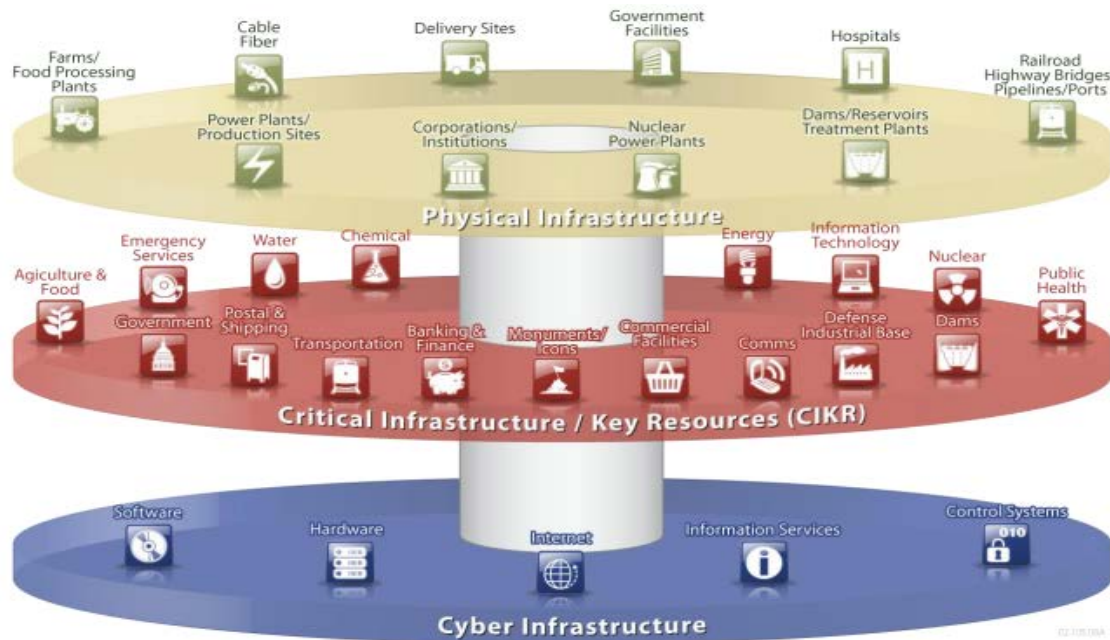 Farms/
Food Processing
Plants
Cable
Fiber
Delivery Sites
Government
Facilities
Hospitals
H
Railroad
Highway Bridges
Pipelines/Ports
Power Plants/
Production Sites
Corporations/
Institutions
Nuclear
Power Plants
Dams/Reservoirs
Treatment Plants
Physical Infrastructure
Agiculture &
Food
Emergency
Services
Water
Chemical
Energy
Information
Technology
Nuclear
Public
Health
Government
Postal &
Shipping
Transportation
Banking &
Finance
Monuments/
Icons
Commercial
Facilities
Comms
Defense
Industrial Base
Dams
Critical Infrastructure / Key Resources (CIKR)
Software
Hardware
Internet
Information Services
Control Systems
010
Cyber Infrastructure